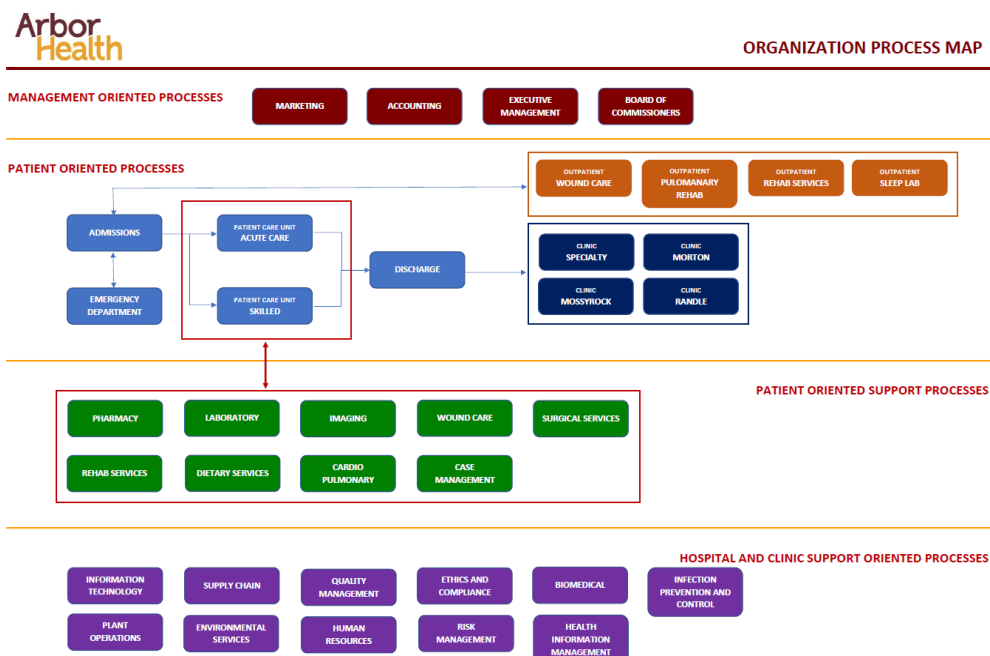 Arbor
Health
ORGANIZATION PROCESS MAP
MANAGEMENT ORIENTED PROCESSES
MARKETING
ACCOUNTING
EXECUTIVE
MANAGEMENT
BOARD OF
COMMISSIONERS
PATIENT ORIENTED PROCESSES
OUTPATIENT
WOUND CARE
OUTPATIENT
PULOMANARY
REHAB
OUTPATIENT
REHAB SERVICES
OUTPATIENT
SLEEP LAB
ADMISSIONS
PATIENT CARE UNIT
ACUTE CARE
DISCHARGE
CLINIC
SPECIALTY
CLINIC
MORTON
EMERGENCY
DEPARTMENT
PATIENT CARE UNIT
SKILLED
CLINIC
MOSSYROCK
CLINIC
RANDLE
PATIENT ORIENTED SUPPORT PROCESSES
PHARMACY
LABORATORY
IMAGING
WOUND CARE
SURGICAL SERVICES
REHAB SERVICES
DIETARY SERVICES
CARDIO
PULMONARY
CASE
MANAGEMENT
HOSPITAL AND CLINIC SUPPORT ORIENTED PROCESSES
INFORMATION
TECHNOLOGY
SUPPLY CHAIN
QUALITY
MANAGEMENT
ETHICS AND
COMPLIANCE
BIOMEDICAL
INFECTION
PREVENTION AND
CONTROL
PLANT
OPERATIONS
ENVIRONMENTAL
SERVICES
HUMAN
RESOURCES
RISK
MANAGEMENT
HEALTH
INFORMATION
MANAGEMENT